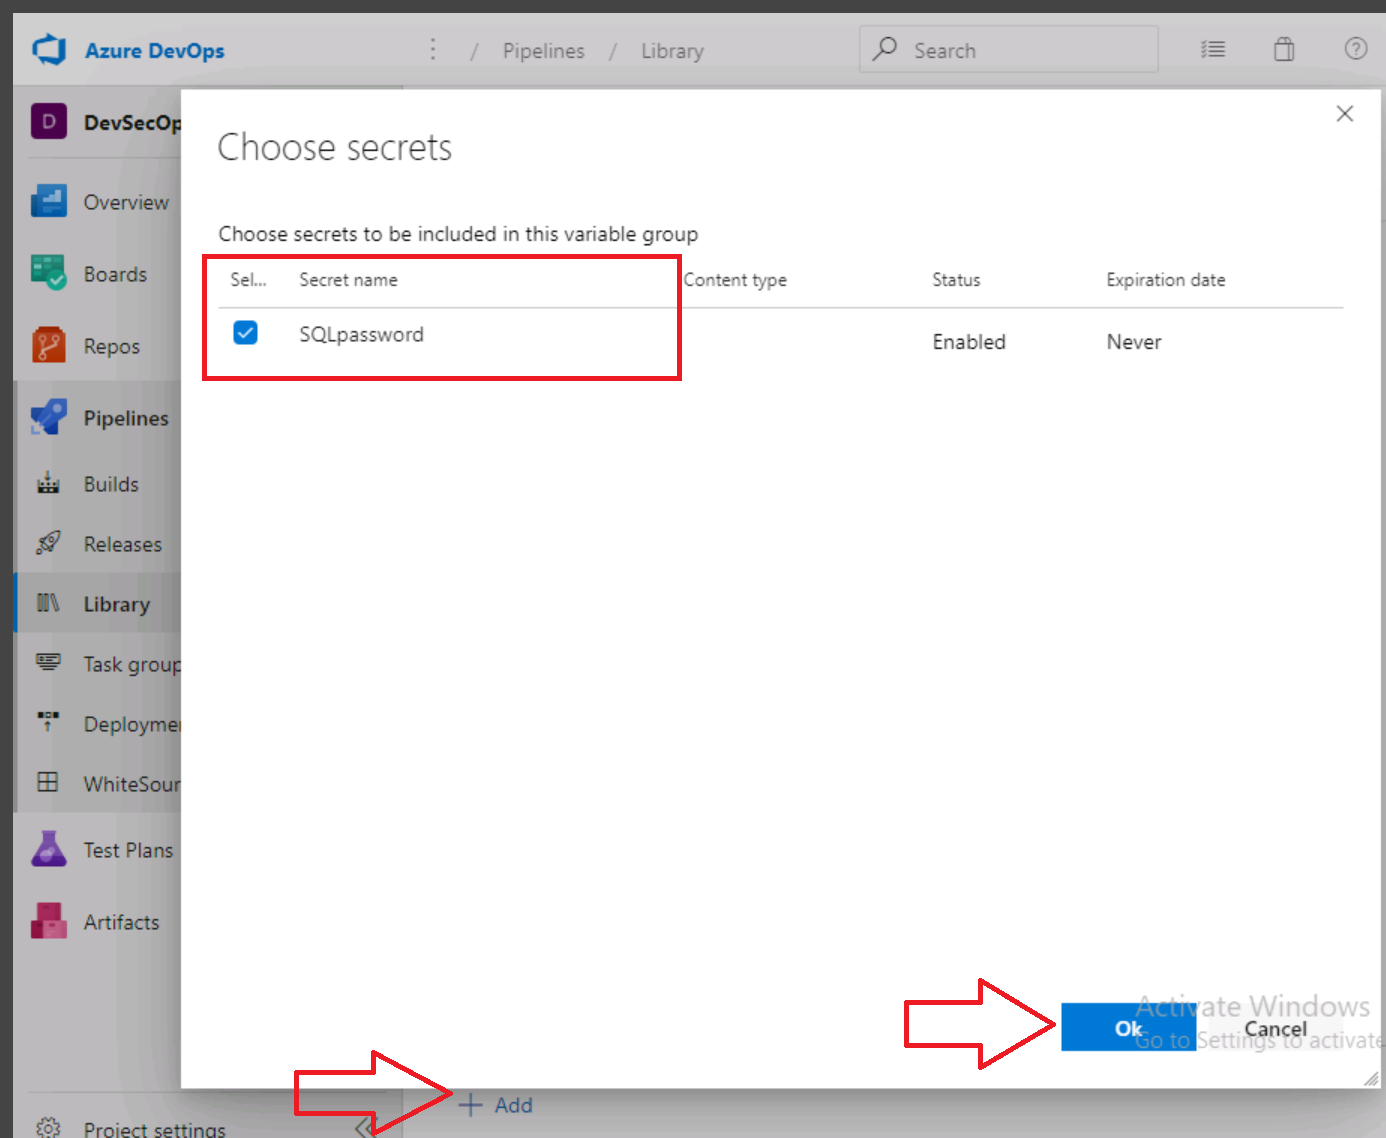 Azure DevOps
/ Pipelines / Library
Search
D
DevSecOp
Choose secrets
Overview
Choose secrets to be included in this variable group
Boards
Sel... Secret name Content type Status Expiration date
SQLpassword Enabled Never
Repos
Pipelines
Builds
Releases
Library
Task group
Deployme
WhiteSour
Test Plans
Artifacts
Activate Windows
Ok Cancel
Go to Settings to activate
+ Add
Project settings